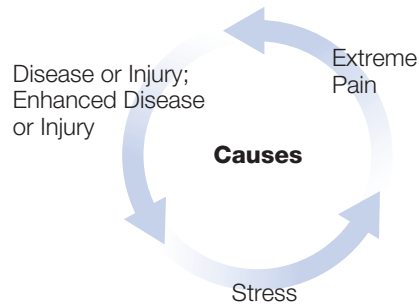 Extreme
Pain
Disease or Injury;
Enhanced Disease
or Injury
Causes
Stress